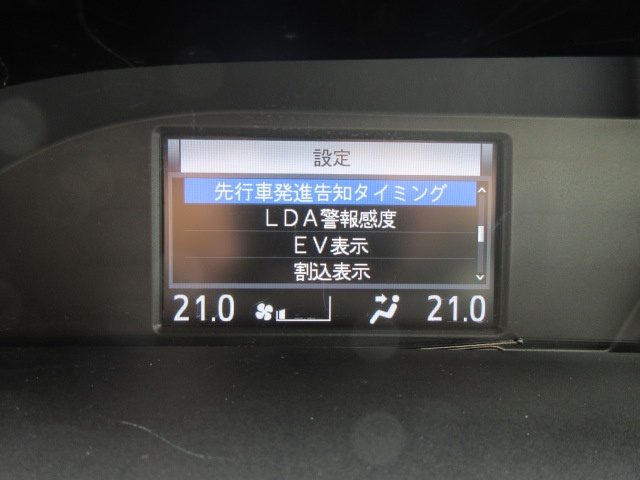 設定
先行車発進告知タイミング
LDA警報感度
EV表示
割込表示
21.0 21.0